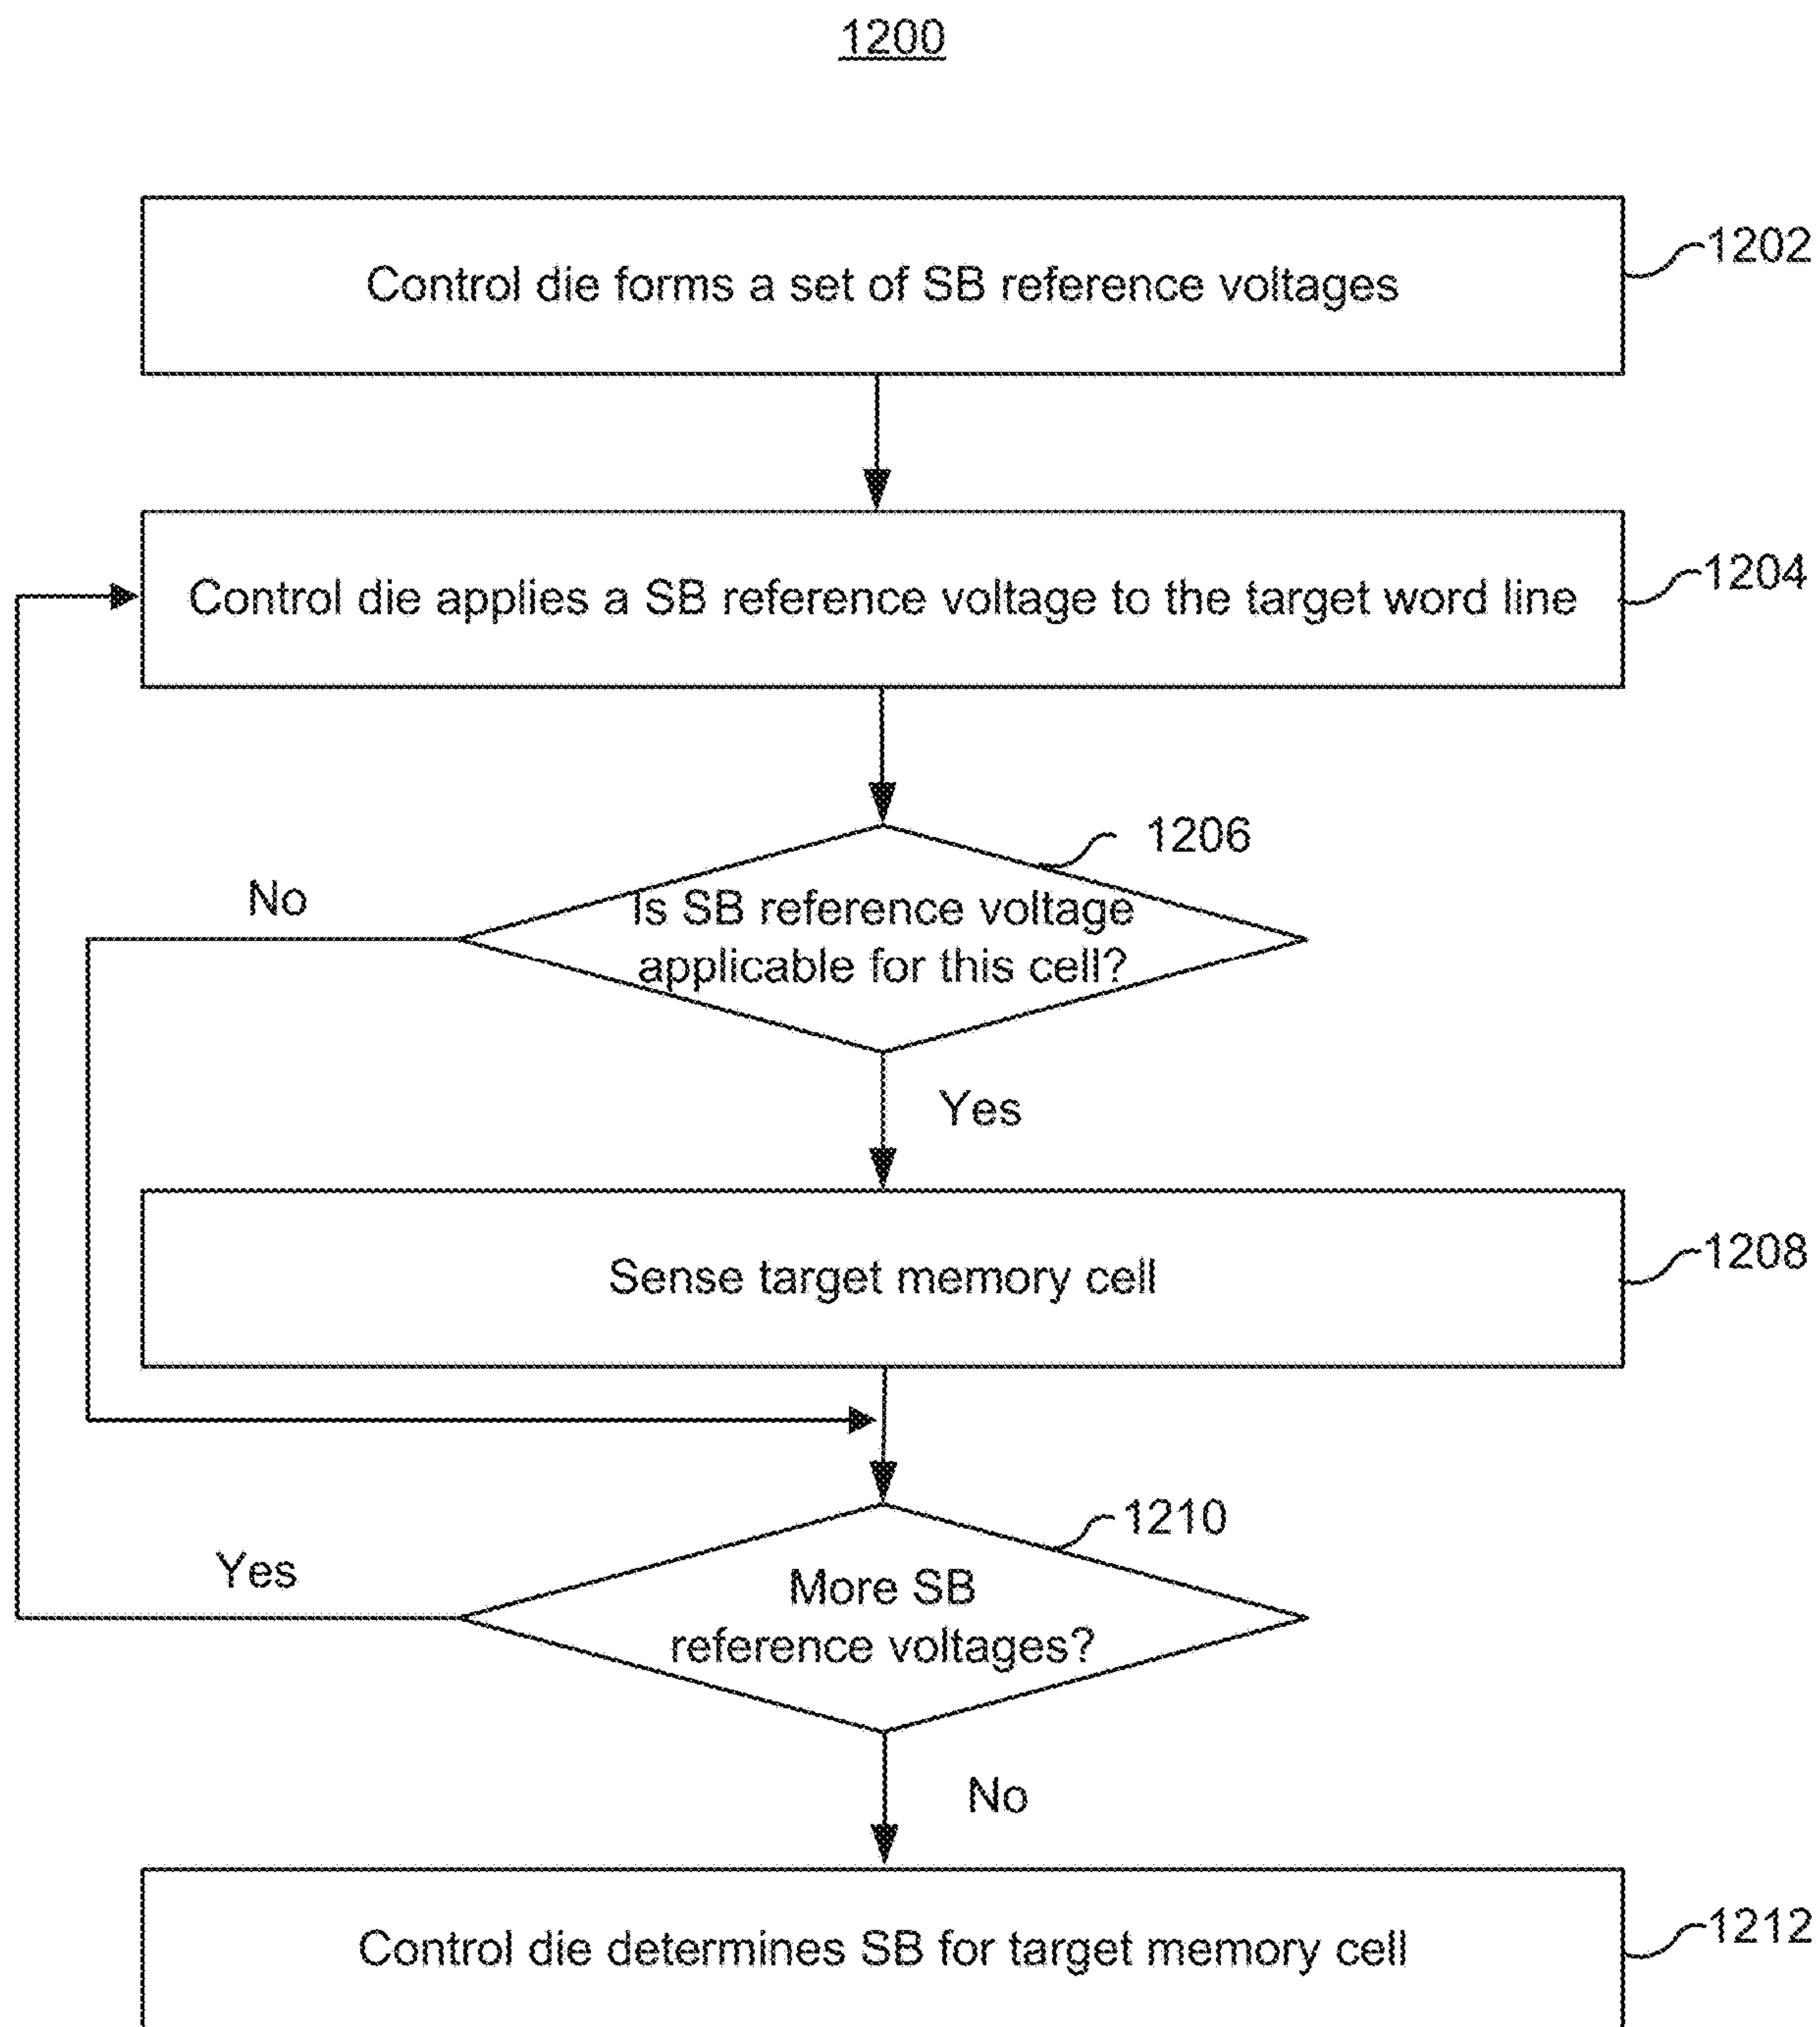 1200
Control die forms a set of SB reference voltages
1202
Control die applies a SB reference voltage to the target word line
1204
1206
No
Is SB reference voltage
applicable for this cell?
Yes
Sense target memory cell
1208
1210
Yes
More SB
reference voltages?
No
Control die determines SB for target memory cell
1212